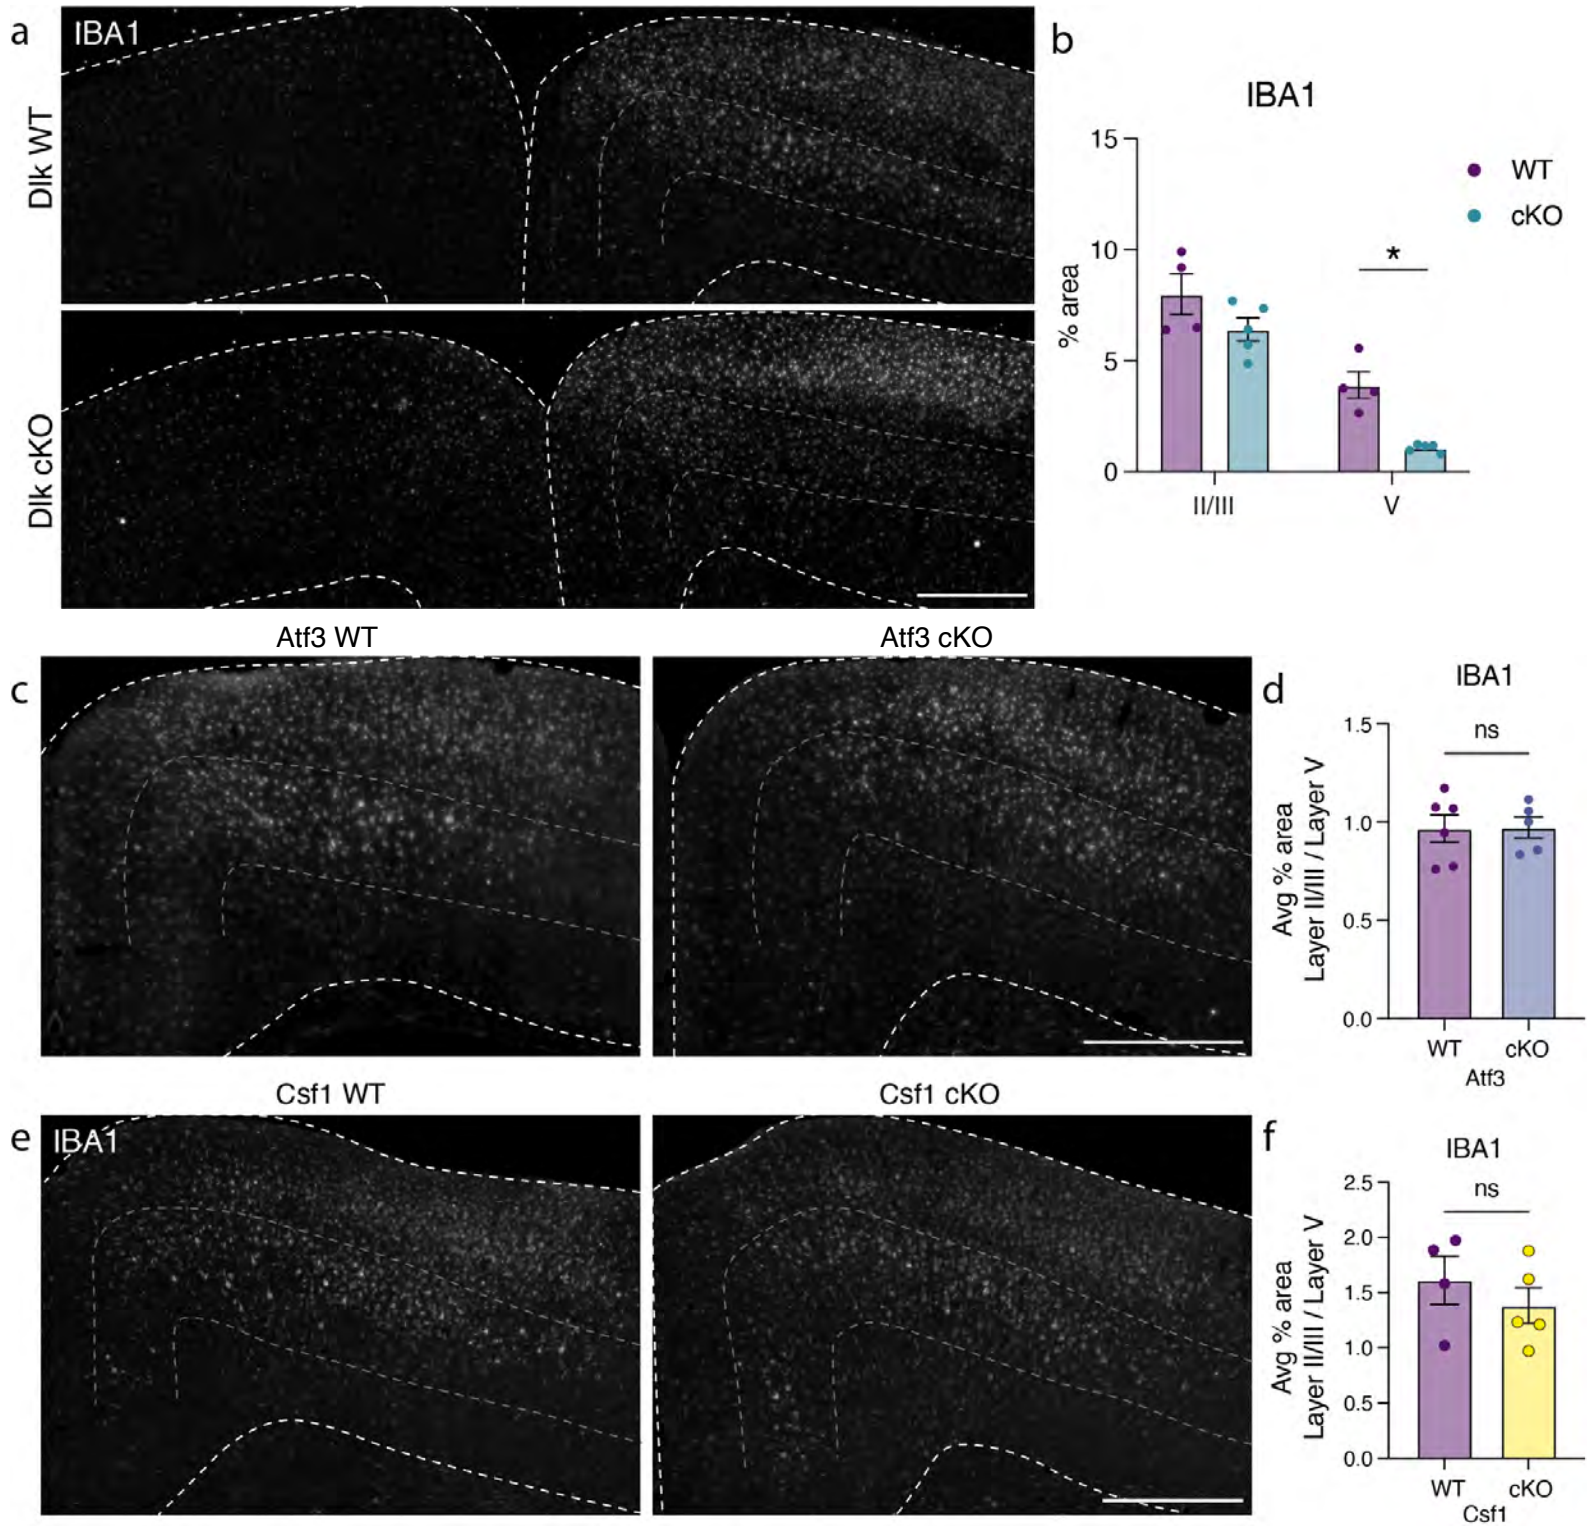 a
IBA1
Dlk WT
Dlk cKO
b
IBA1
15
10
5
0
% area
*
WT
cKO
II/III
V
Atf3 WT
Atf3 cKO
c
d
IBA1
ns
1.5
1.0
0.5
0.0
Avg % area
Layer II/III / Layer V
WT
cKO
Atf3
Csf1 WT
Csf1 cKO
e
IBA1
f
IBA1
ns
2.5
2.0
1.5
1.0
0.5
0.0
Avg % area
Layer II/III / Layer V
WT
cKO
Csf1